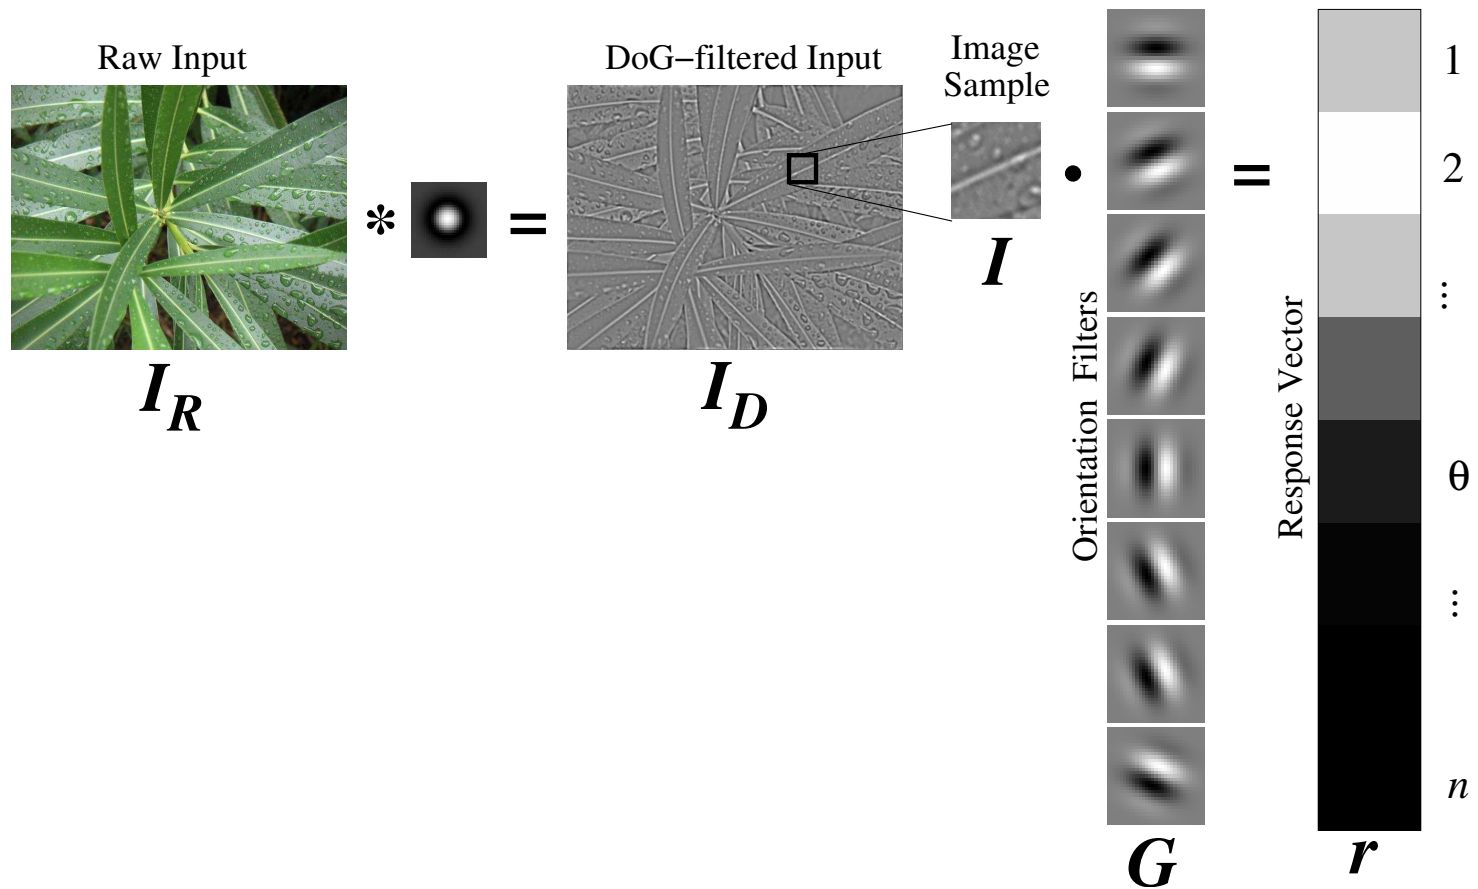 Raw Input
*
=
I_R
DoG−filtered Input
I_D
Image
Sample
I
•
Orientation Filters
G
=
Response Vector
r
1
2
...
θ
...
n